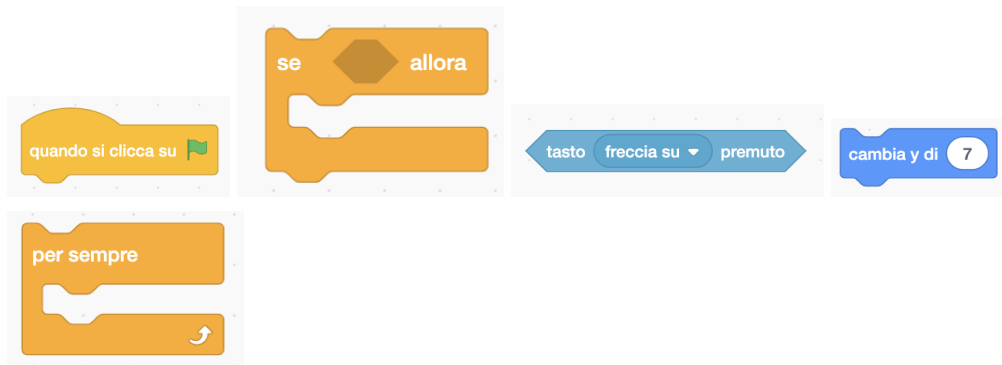 quando si clicca su
se allora
tasto freccia su premuto
cambia y di 7
per sempre